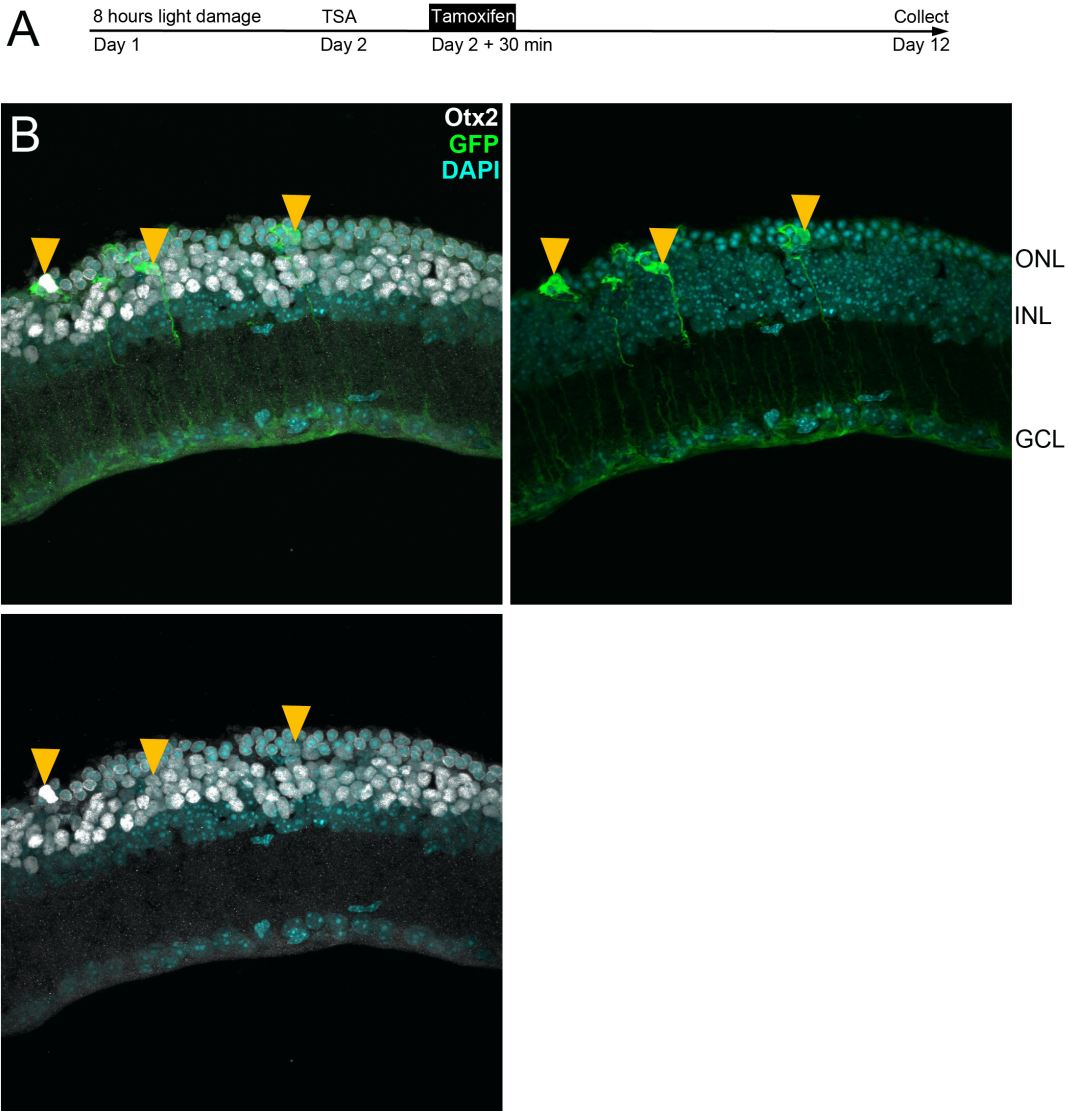 A
8 hours light damage TSA Tamoxifen Collect
Day 1 Day 2 Day 2 + 30 min Day 12
B
Otx2
GFP
DAPI
ONL
INL
GCL